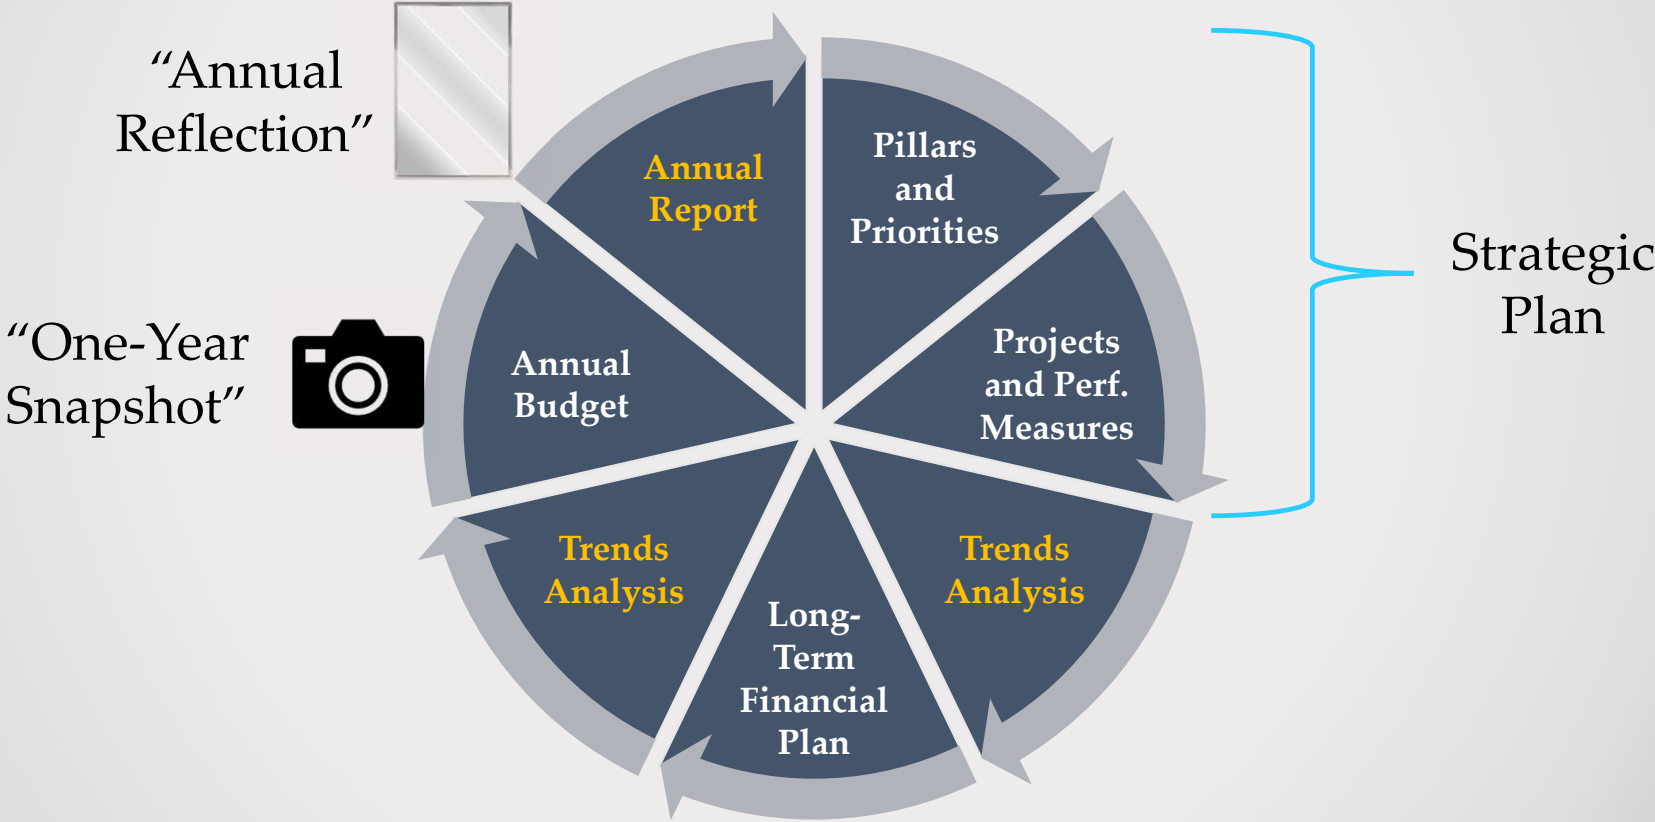 “Annual
Reflection”
Annual
Report
Pillars
and
Priorities
Strategic
Plan
“One-Year
Snapshot”
Annual
Budget
Projects
and Perf.
Measures
Trends
Analysis
Trends
Analysis
Long-
Term
Financial
Plan